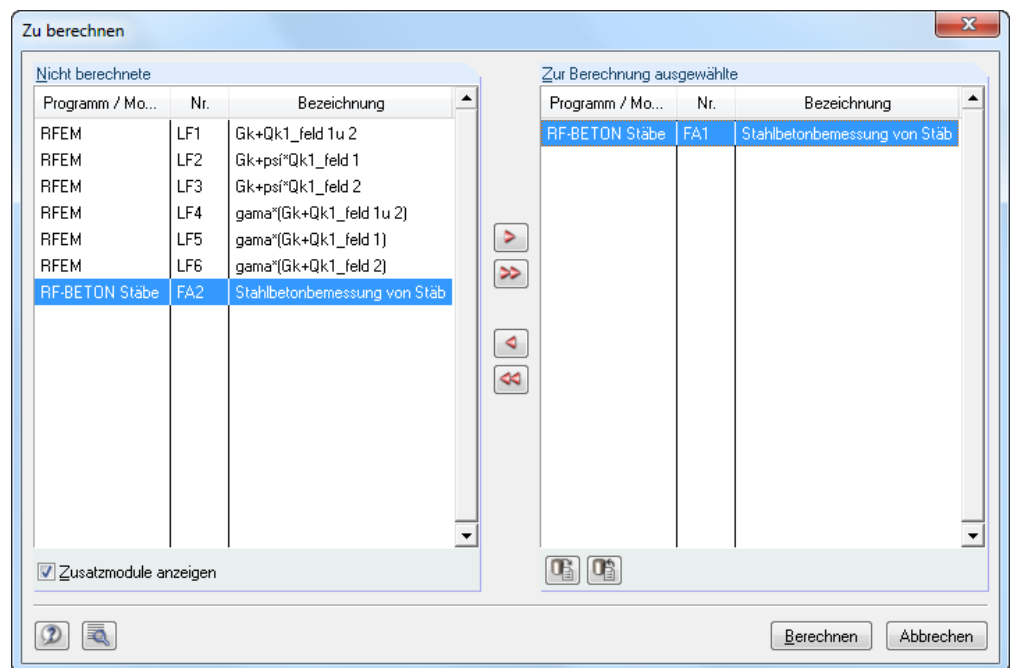 Zu berechnen
Nicht berechnete
Programm / Mo... Nr. Bezeichnung
RFEM LF1 Gk+Qk1_feld 1u 2
RFEM LF2 Gk+psi*Qk1_feld 1
RFEM LF3 Gk+psi*Qk1_feld 2
RFEM LF4 gama*(Gk+Qk1_feld 1u 2)
RFEM LF5 gama*(Gk+Qk1_feld 1)
RFEM LF6 gama*(Gk+Qk1_feld 2)
RF-BETON Stäbe FA2 Stahlbetonbemessung von Stäb
Zusatzmodule anzeigen
> 
>>
<
<<
Zur Berechnung ausgewählte
Programm / Mo... Nr. Bezeichnung
RF-BETON Stäbe FA1 Stahlbetonbemessung von Stäb
Berechnen Abbrechen